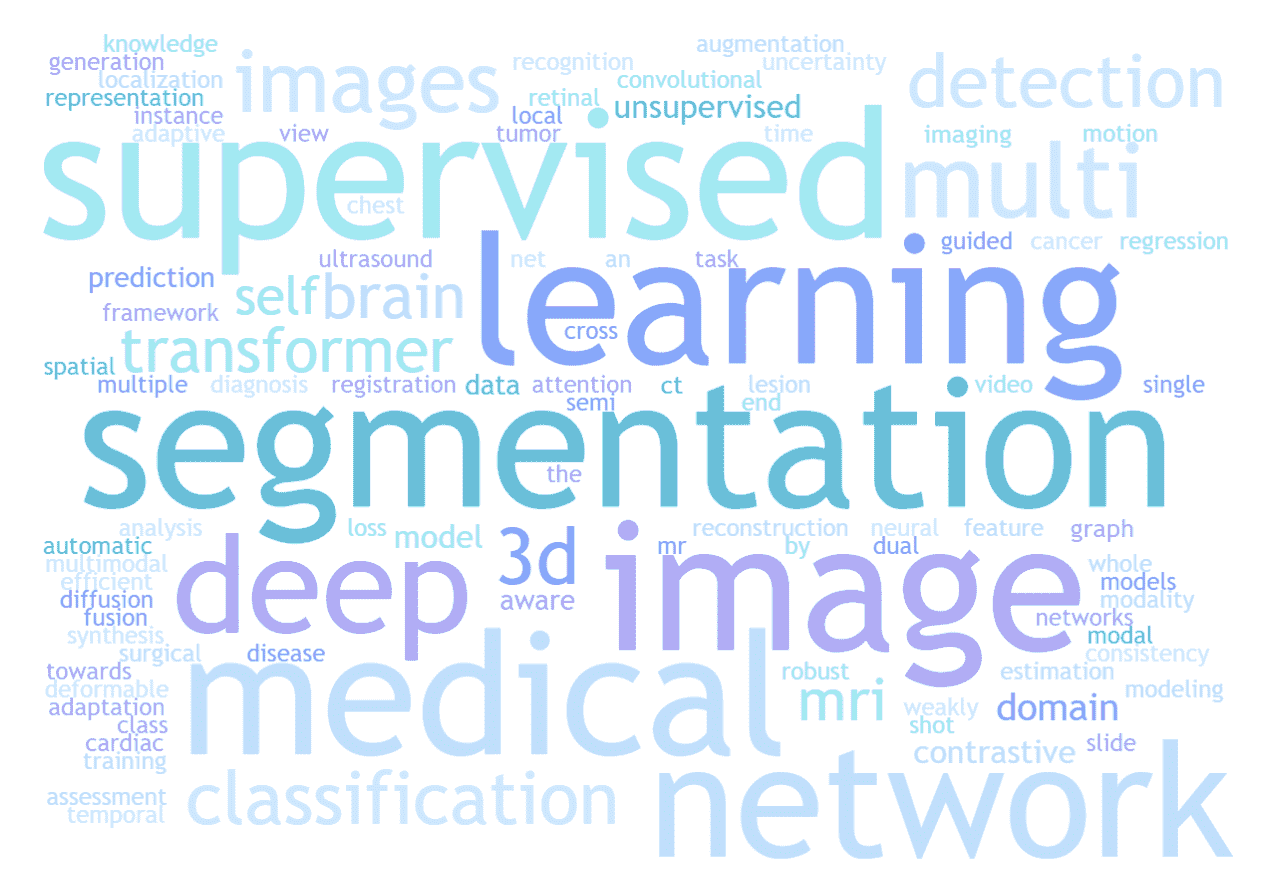 knowledge augmentation
generation images recognition uncertainty detection
localization convolutional
representation retinal unsupervised
instance local
adaptive view tumor time imaging motion
supervised multi
chest
guided cancer regression
ultrasound net an task
prediction self brain learning
framework cross
transformer
spatial
multiple diagnosis registration data attention ct lesion video single
semi end
segmentation
the
analysis loss model reconstruction neural feature graph
automatic 3d mr by dual
multimodal deep image whole
efficient models
diffusion aware modality
fusion networks
synthesis modal
surgical disease consistency
towards medical robust estimation
deformable mri modeling
adaptation weakly domain
class shot
cardiac contrastive slide
training
assessment classification network
temporal